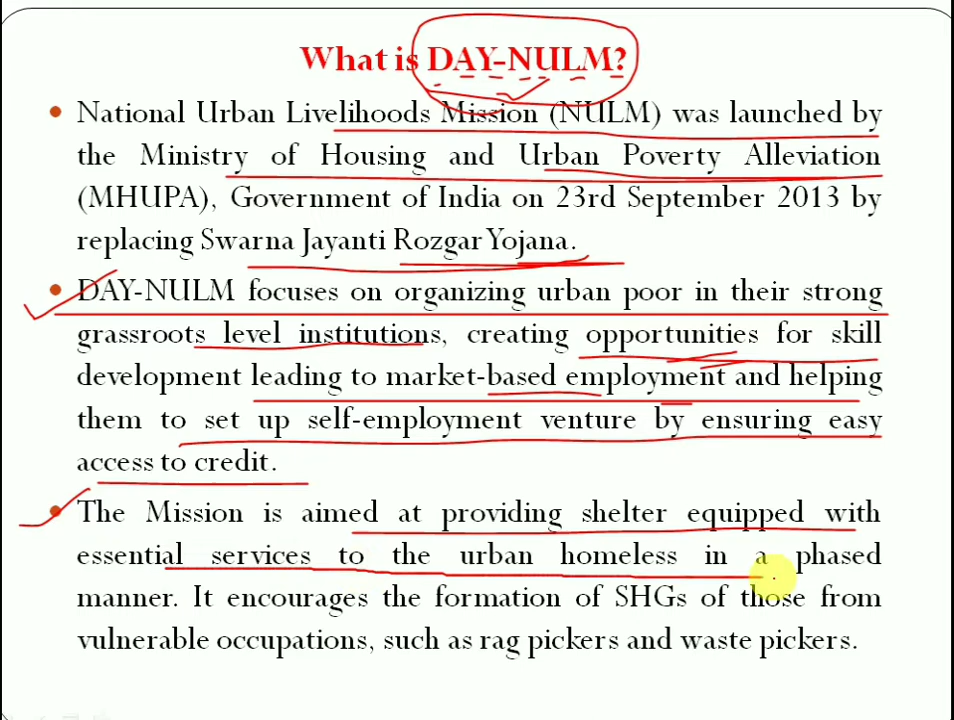 What is DAY-NULM?
• National Urban Livelihoods Mission (NULM) was launched by
the Ministry of Housing and Urban Poverty Alleviation
(MHUPA), Government of India on 23rd September 2013 by
replacing Swarna Jayanti Rozgar Yojana.
• DAY-NULM focuses on organizing urban poor in their strong
grassroots level institutions, creating opportunities for skill
development leading to market-based employment and helping
them to set up self-employment venture by ensuring easy
access to credit.
• The Mission is aimed at providing shelter equipped with
essential services to the urban homeless in a phased
manner. It encourages the formation of SHGs of those from
vulnerable occupations, such as rag pickers and waste pickers.